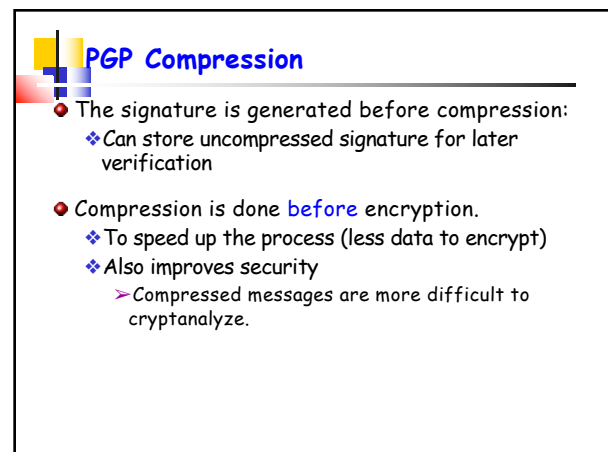 PGP Compression
The signature is generated before compression:
Can store uncompressed signature for later
verification
Compression is done before encryption.
To speed up the process (less data to encrypt)
Also improves security
Compressed messages are more difficult to
cryptanalyze.